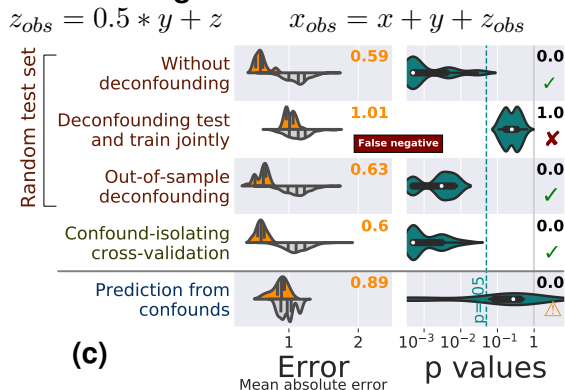 z_obs = 0.5 * y + z
x_obs = x + y + z_obs
Random test set
Without
deconfounding
0.59
0.0
✓
Deconfounding test
and train jointly
1.01
False negative
1.0
✘
Out-of-sample
deconfounding
0.63
0.0
✓
Confound-isolating
cross-validation
0.6
0.0
✓
Prediction from
confounds
0.89
p=.05
0.0
⚠
1
2
10⁻³
10⁻²
10⁻¹
1
(c)
Error
p values
Mean absolute error